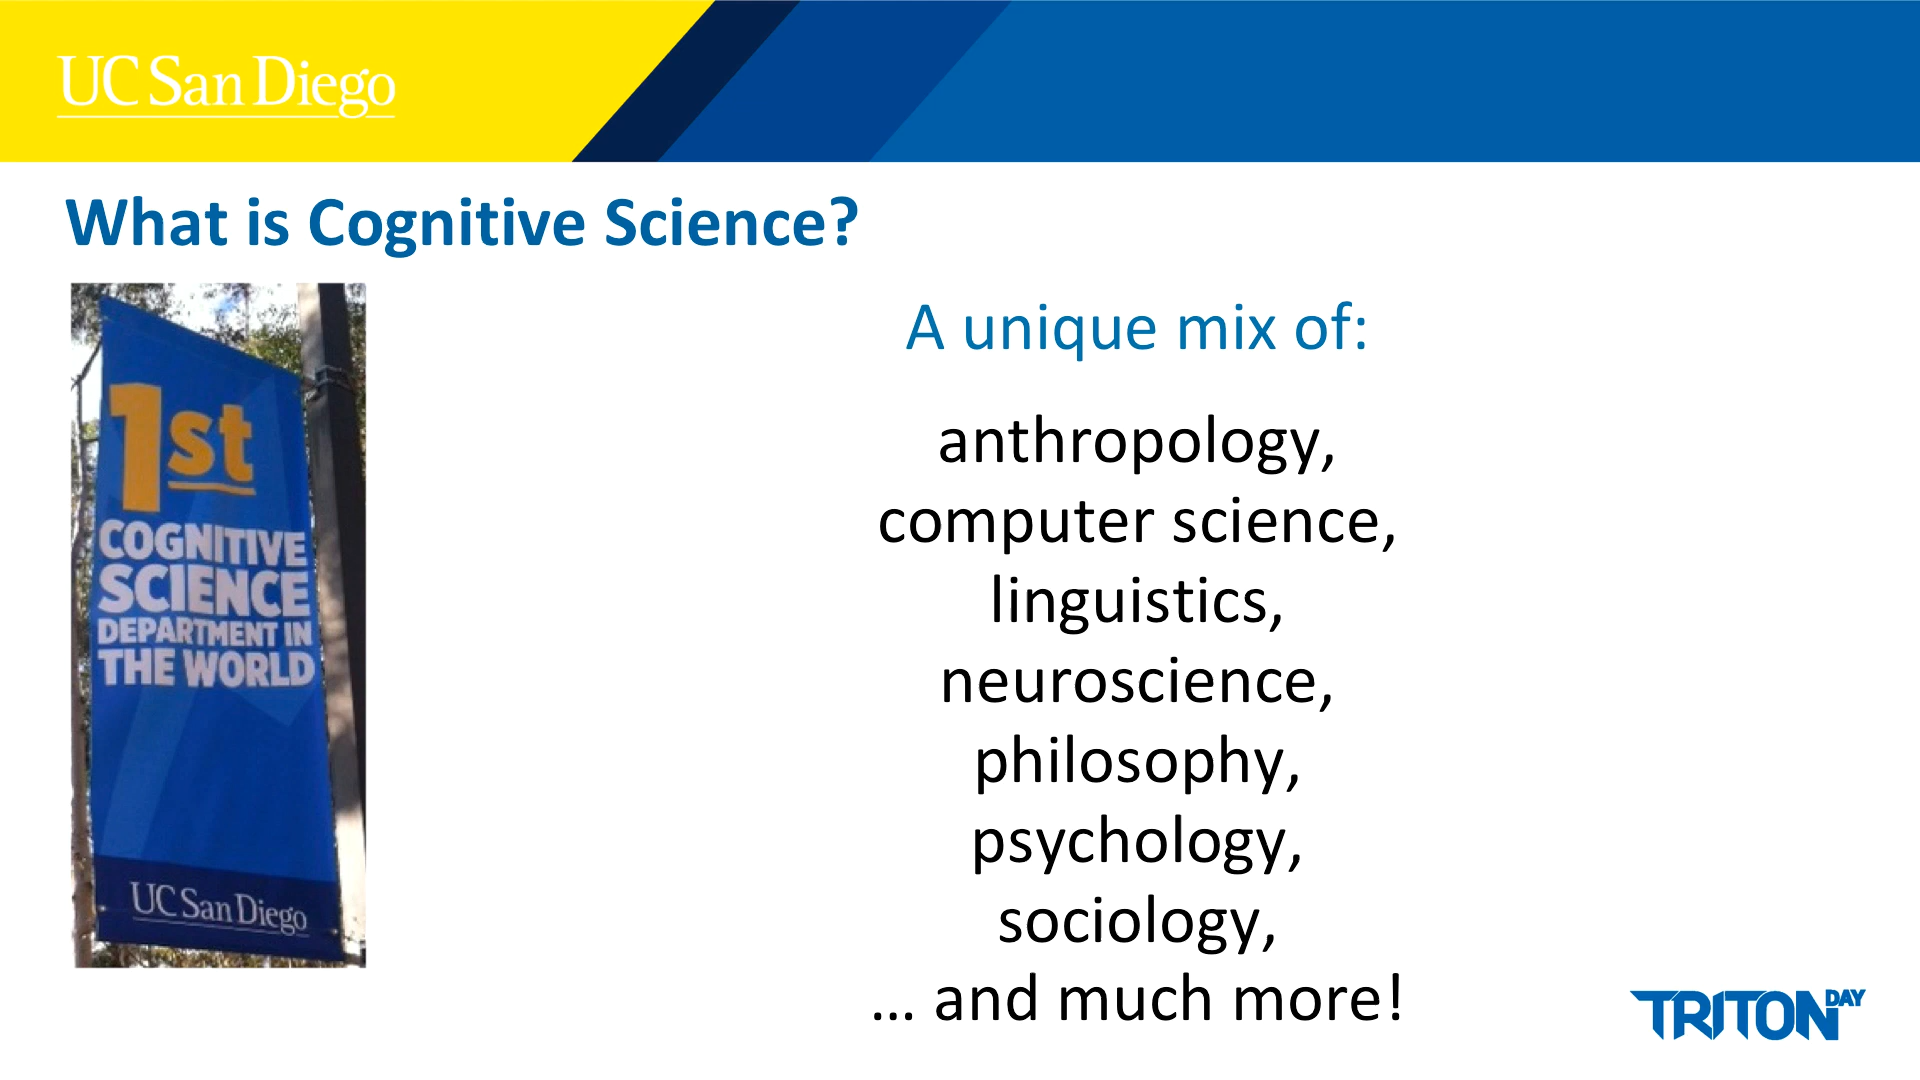 UC San Diego
What is Cognitive Science?
1st
COGNITIVE
SCIENCE
DEPARTMENT IN
THE WORLD
UC San Diego
A unique mix of:
anthropology,
computer science,
linguistics,
neuroscience,
philosophy,
psychology,
sociology,
... and much more!
TRITON DAY